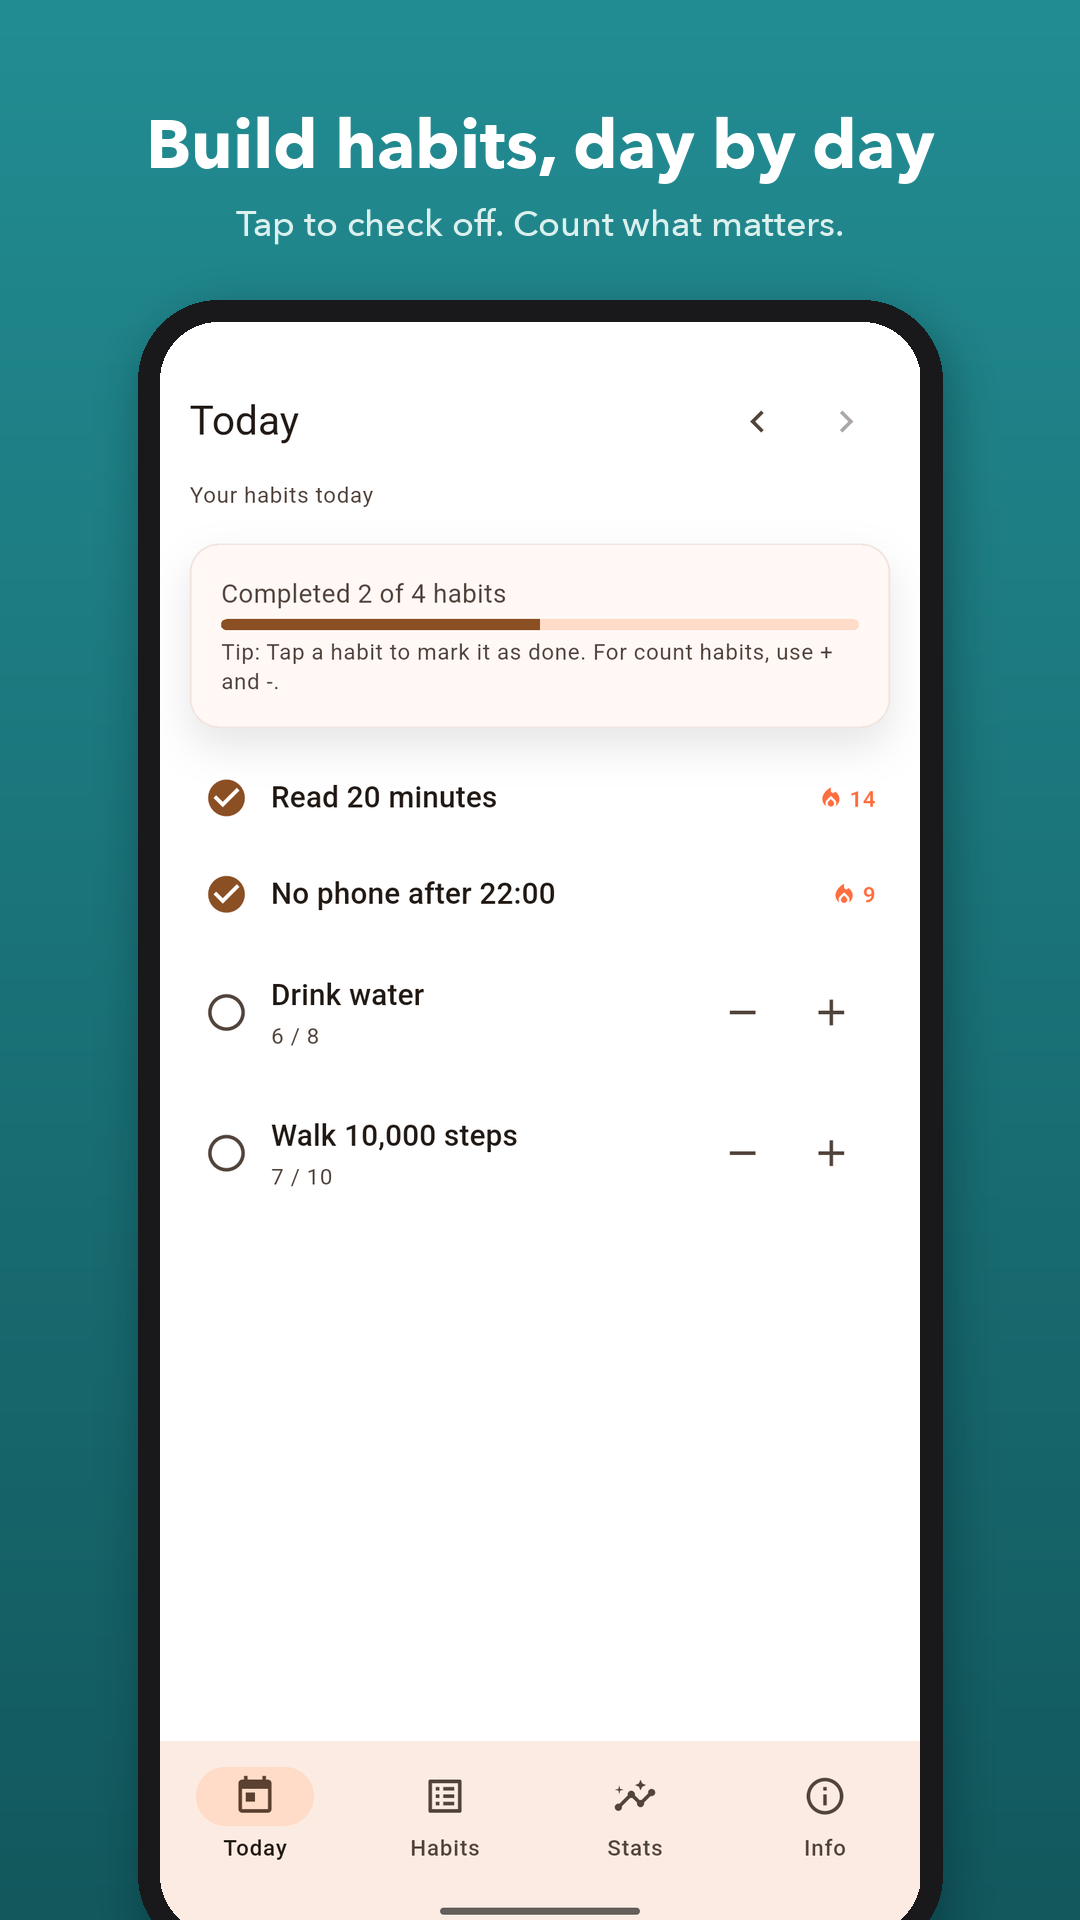 Build habits, day by day
Tap to check off. Count what matters.
Today
Your habits today
Completed 2 of 4 habits
Tip: Tap a habit to mark it as done. For count habits, use +
and -.
Read 20 minutes
14
No phone after 22:00
9
Drink water
6 / 8
Walk 10,000 steps
7 / 10
Today
Habits
Stats
Info